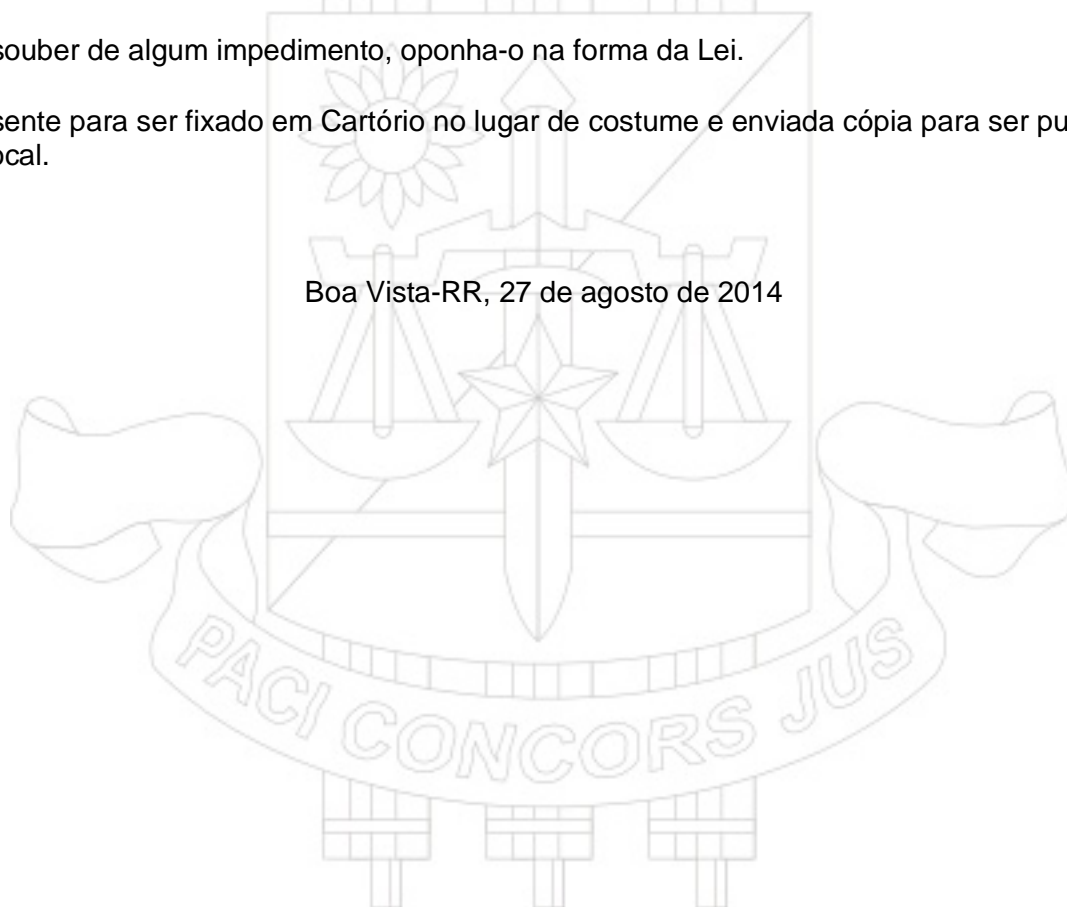 souber de algum impedimento, oponha-o na forma da Lei.
sente para ser fixado em Cartório no lugar de costume e enviada cópia para ser pu
ocal.
Boa Vista-RR, 27 de agosto de 2014
PACI CONCORS JUS